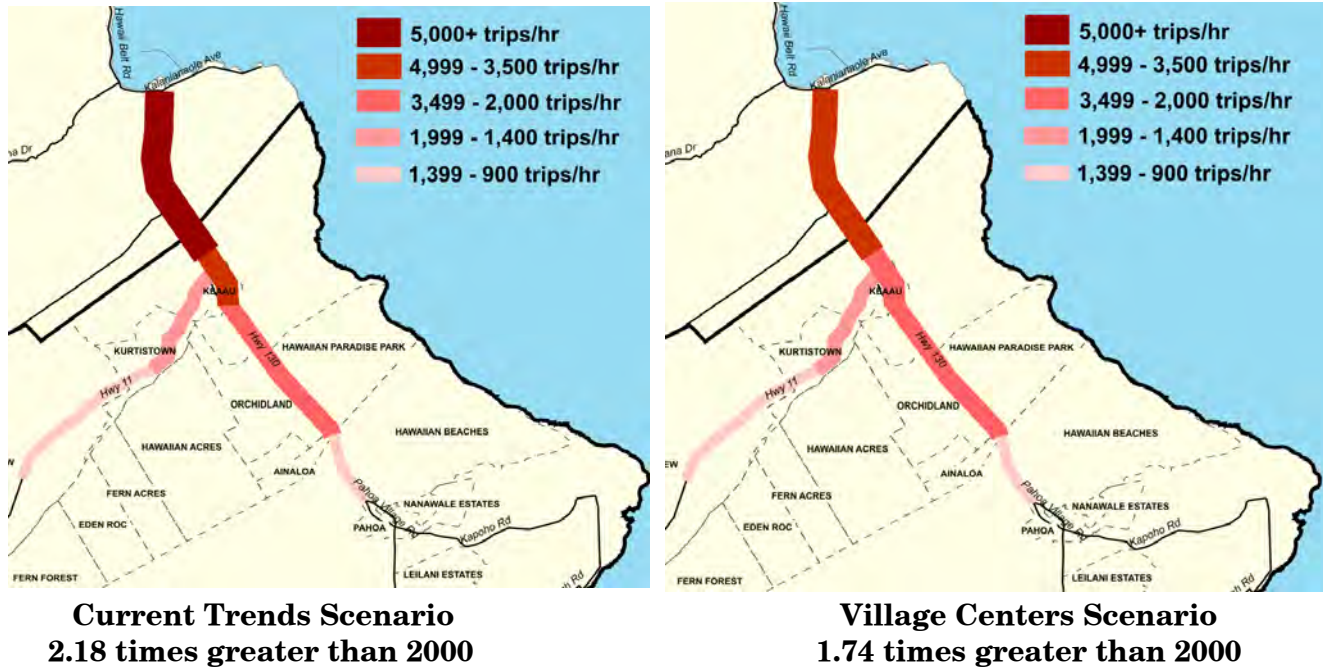 Hawaii Belt Rd
Kalanianaole Ave
5,000+ trips/hr
4,999 - 3,500 trips/hr
3,499 - 2,000 trips/hr
1,999 - 1,400 trips/hr
1,399 - 900 trips/hr
na Dr
KEAAU
KURTISTOWN
Hwy 130
HAWAIIAN PARADISE PARK
Hwy 11
ORCHIDLAND
HAWAIIAN BEACHES
HAWAIIAN ACRES
AINALOA
W
FERN ACRES
Pahoa Village Rd
NANAWALE ESTATES
EDEN ROC
PAHOA
Kapoho Rd
FERN FOREST
LEILANI ESTATES
Rd
Current Trends Scenario
2.18 times greater than 2000
Hawaii Belt Rd
Kalanianaole Ave
5,000+ trips/hr
4,999 - 3,500 trips/hr
3,499 - 2,000 trips/hr
1,999 - 1,400 trips/hr
1,399 - 900 trips/hr
ana Dr
KEAAU
KURTISTOWN
Hwy 130
HAWAIIAN PARADISE PARK
Hwy 11
ORCHIDLAND
HAWAIIAN BEACHES
HAWAIIAN ACRES
AINALOA
EW
FERN ACRES
Pahoa Village Rd
NANAWALE ESTATES
EDEN ROC
PAHOA
Kapoho Rd
FERN FOREST
LEILANI ESTATES
Rd
Village Centers Scenario
1.74 times greater than 2000